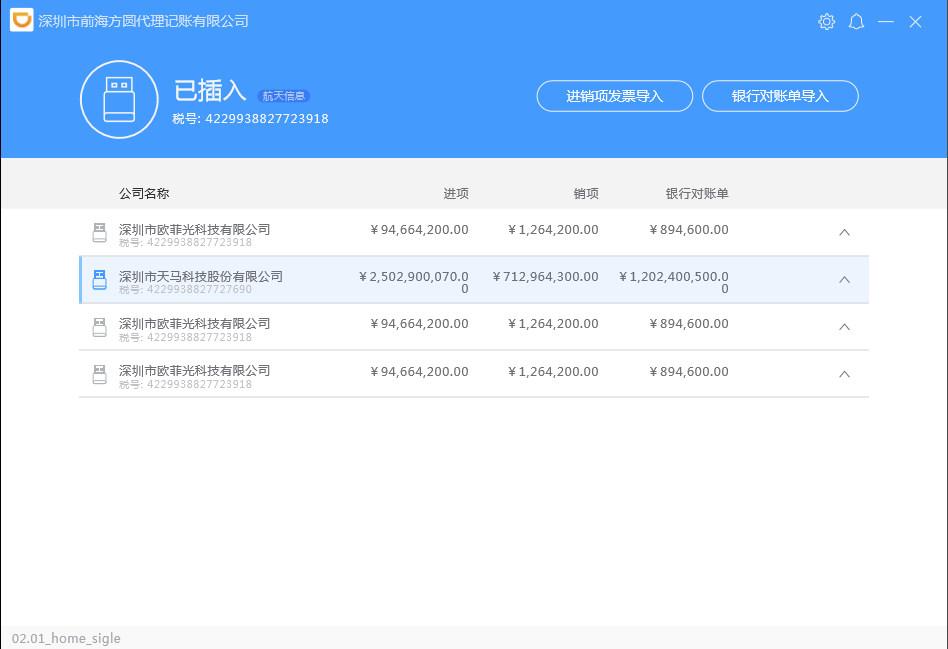 深圳市前海方圆代理记账有限公司
已插入 航天信息
税号: 4229938827723918
进销项发票导入 银行对账单导入
公司名称 进项 销项 银行对账单
深圳市欧菲光科技有限公司 ¥94,664,200.00 ¥1,264,200.00 ¥894,600.00
税号: 4229938827723918
深圳市天马科技股份有限公司 ¥2,502,900,070.0 ¥712,964,300.00 ¥1,202,400,500.0
税号: 4229938827727690 0 0
深圳市欧菲光科技有限公司 ¥94,664,200.00 ¥1,264,200.00 ¥894,600.00
税号: 4229938827723918
深圳市欧菲光科技有限公司 ¥94,664,200.00 ¥1,264,200.00 ¥894,600.00
税号: 4229938827723918
02.01_home_sigle